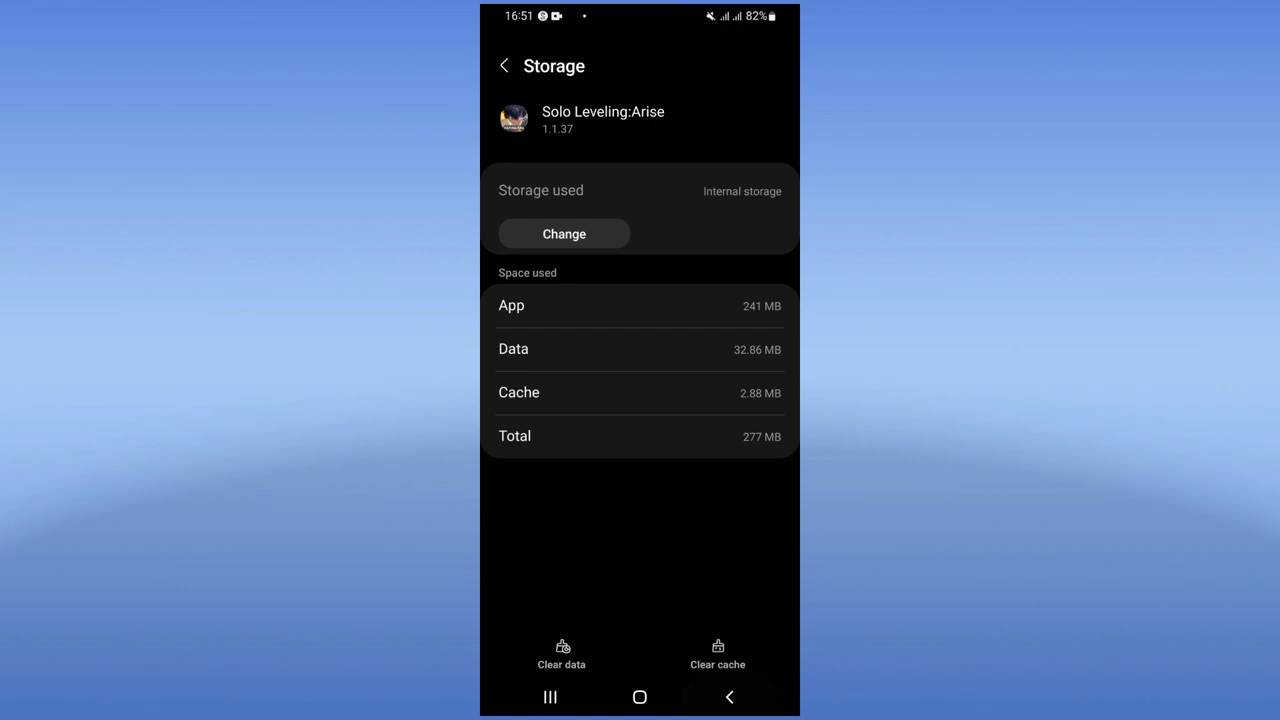 16:51 82%
Storage
Solo Leveling:Arise
1.1.37
Storage used Internal storage
Change
Space used
App 241 MB
Data 32.86 MB
Cache 2.88 MB
Total 277 MB
Clear data Clear cache